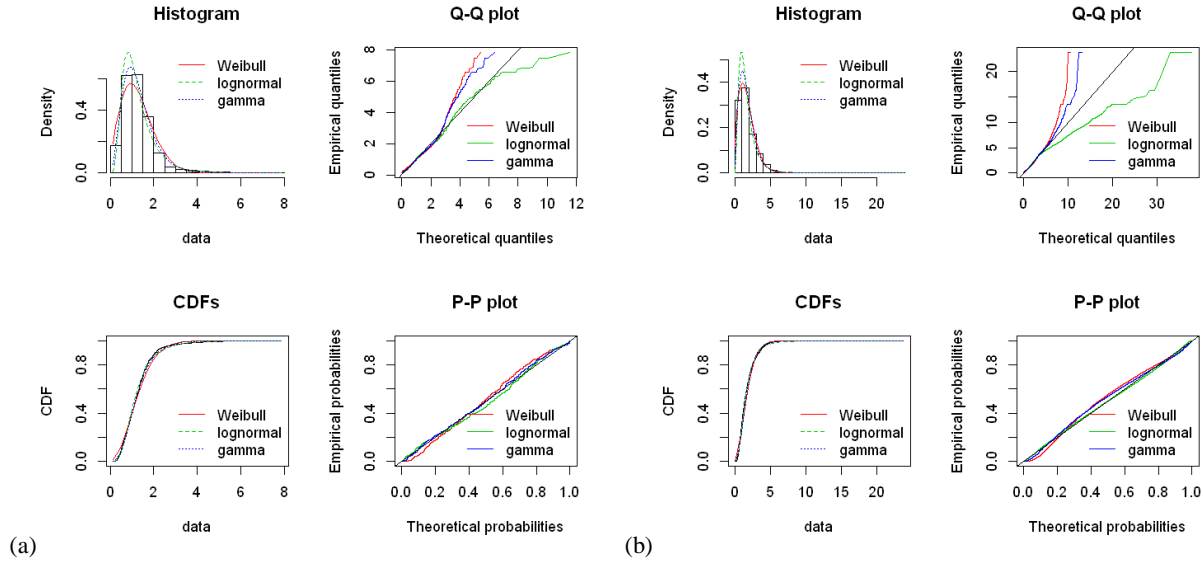 Histogram
Density
0.0
0.4
0
2
4
6
8
data
Weibull
lognormal
gamma
Q-Q plot
Empirical quantiles
0
2
4
6
8
0
2
4
6
8
10
12
Theoretical quantiles
Weibull
lognormal
gamma
CDFs
CDF
0.0
0.4
0.8
0
2
4
6
8
data
Weibull
lognormal
gamma
P-P plot
Empirical probabilities
0.0
0.4
0.8
0.0
0.2
0.4
0.6
0.8
1.0
Theoretical probabilities
Weibull
lognormal
gamma
(a)
Histogram
Density
0.0
0.2
0.4
0
5
10
15
20
data
Weibull
lognormal
gamma
Q-Q plot
Empirical quantiles
0
5
10
20
0
10
20
30
Theoretical quantiles
Weibull
lognormal
gamma
CDFs
CDF
0.0
0.4
0.8
0
5
10
15
20
data
Weibull
lognormal
gamma
P-P plot
Empirical probabilities
0.0
0.4
0.8
0.0
0.2
0.4
0.6
0.8
1.0
Theoretical probabilities
Weibull
lognormal
gamma
(b)